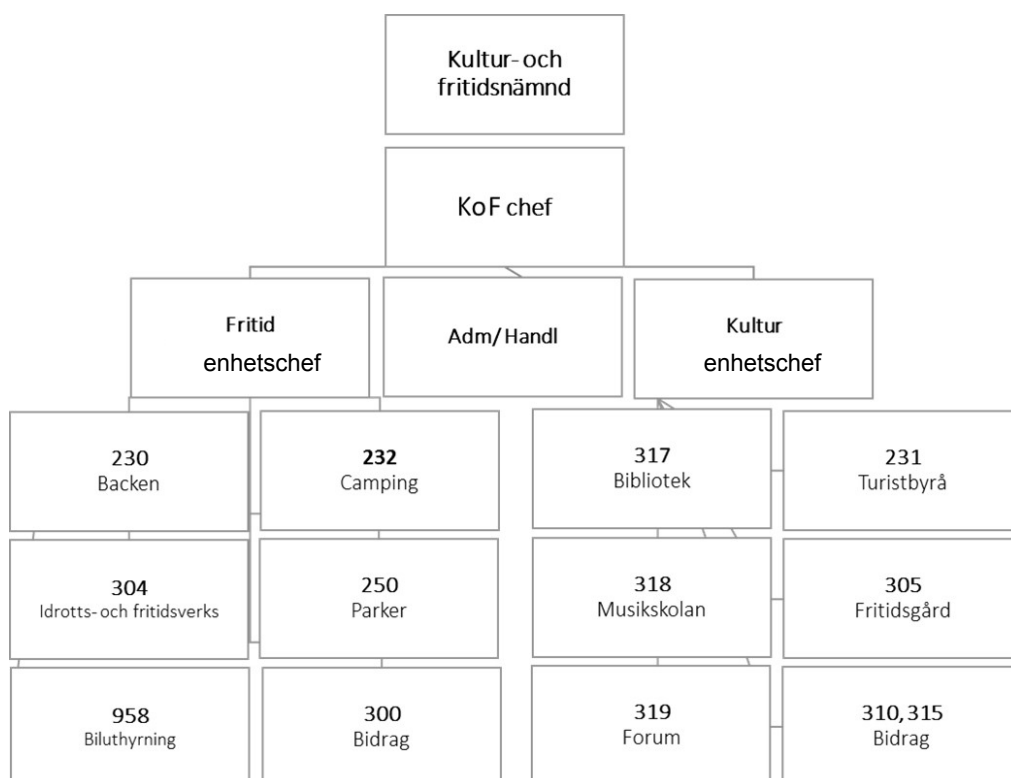 Kultur- och
fritidsnämnd
KoF chef
Fritid
enhetschef
Adm/Handl
Kultur
enhetschef
230
Backen
232
Camping
317
Bibliotek
231
Turistbyrå
304
Idrotts- och fritidsverks
250
Parker
318
Musikskolan
305
Fritidsgård
958
Biluthyrning
300
Bidrag
319
Forum
310, 315
Bidrag